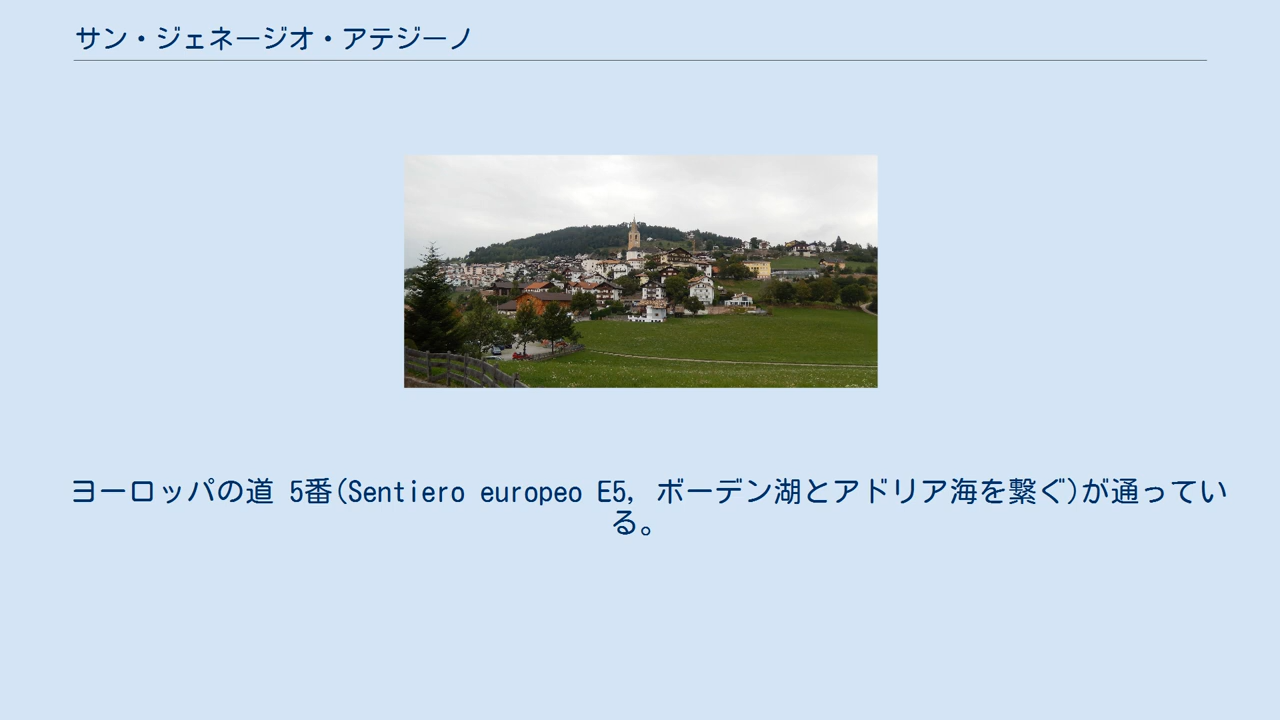 サン・ジェネージオ・アテジーノ
ヨーロッパの道 5番(Sentiero europeo E5, ボーデン湖とアドリア海を繋ぐ)が通ってい
る。